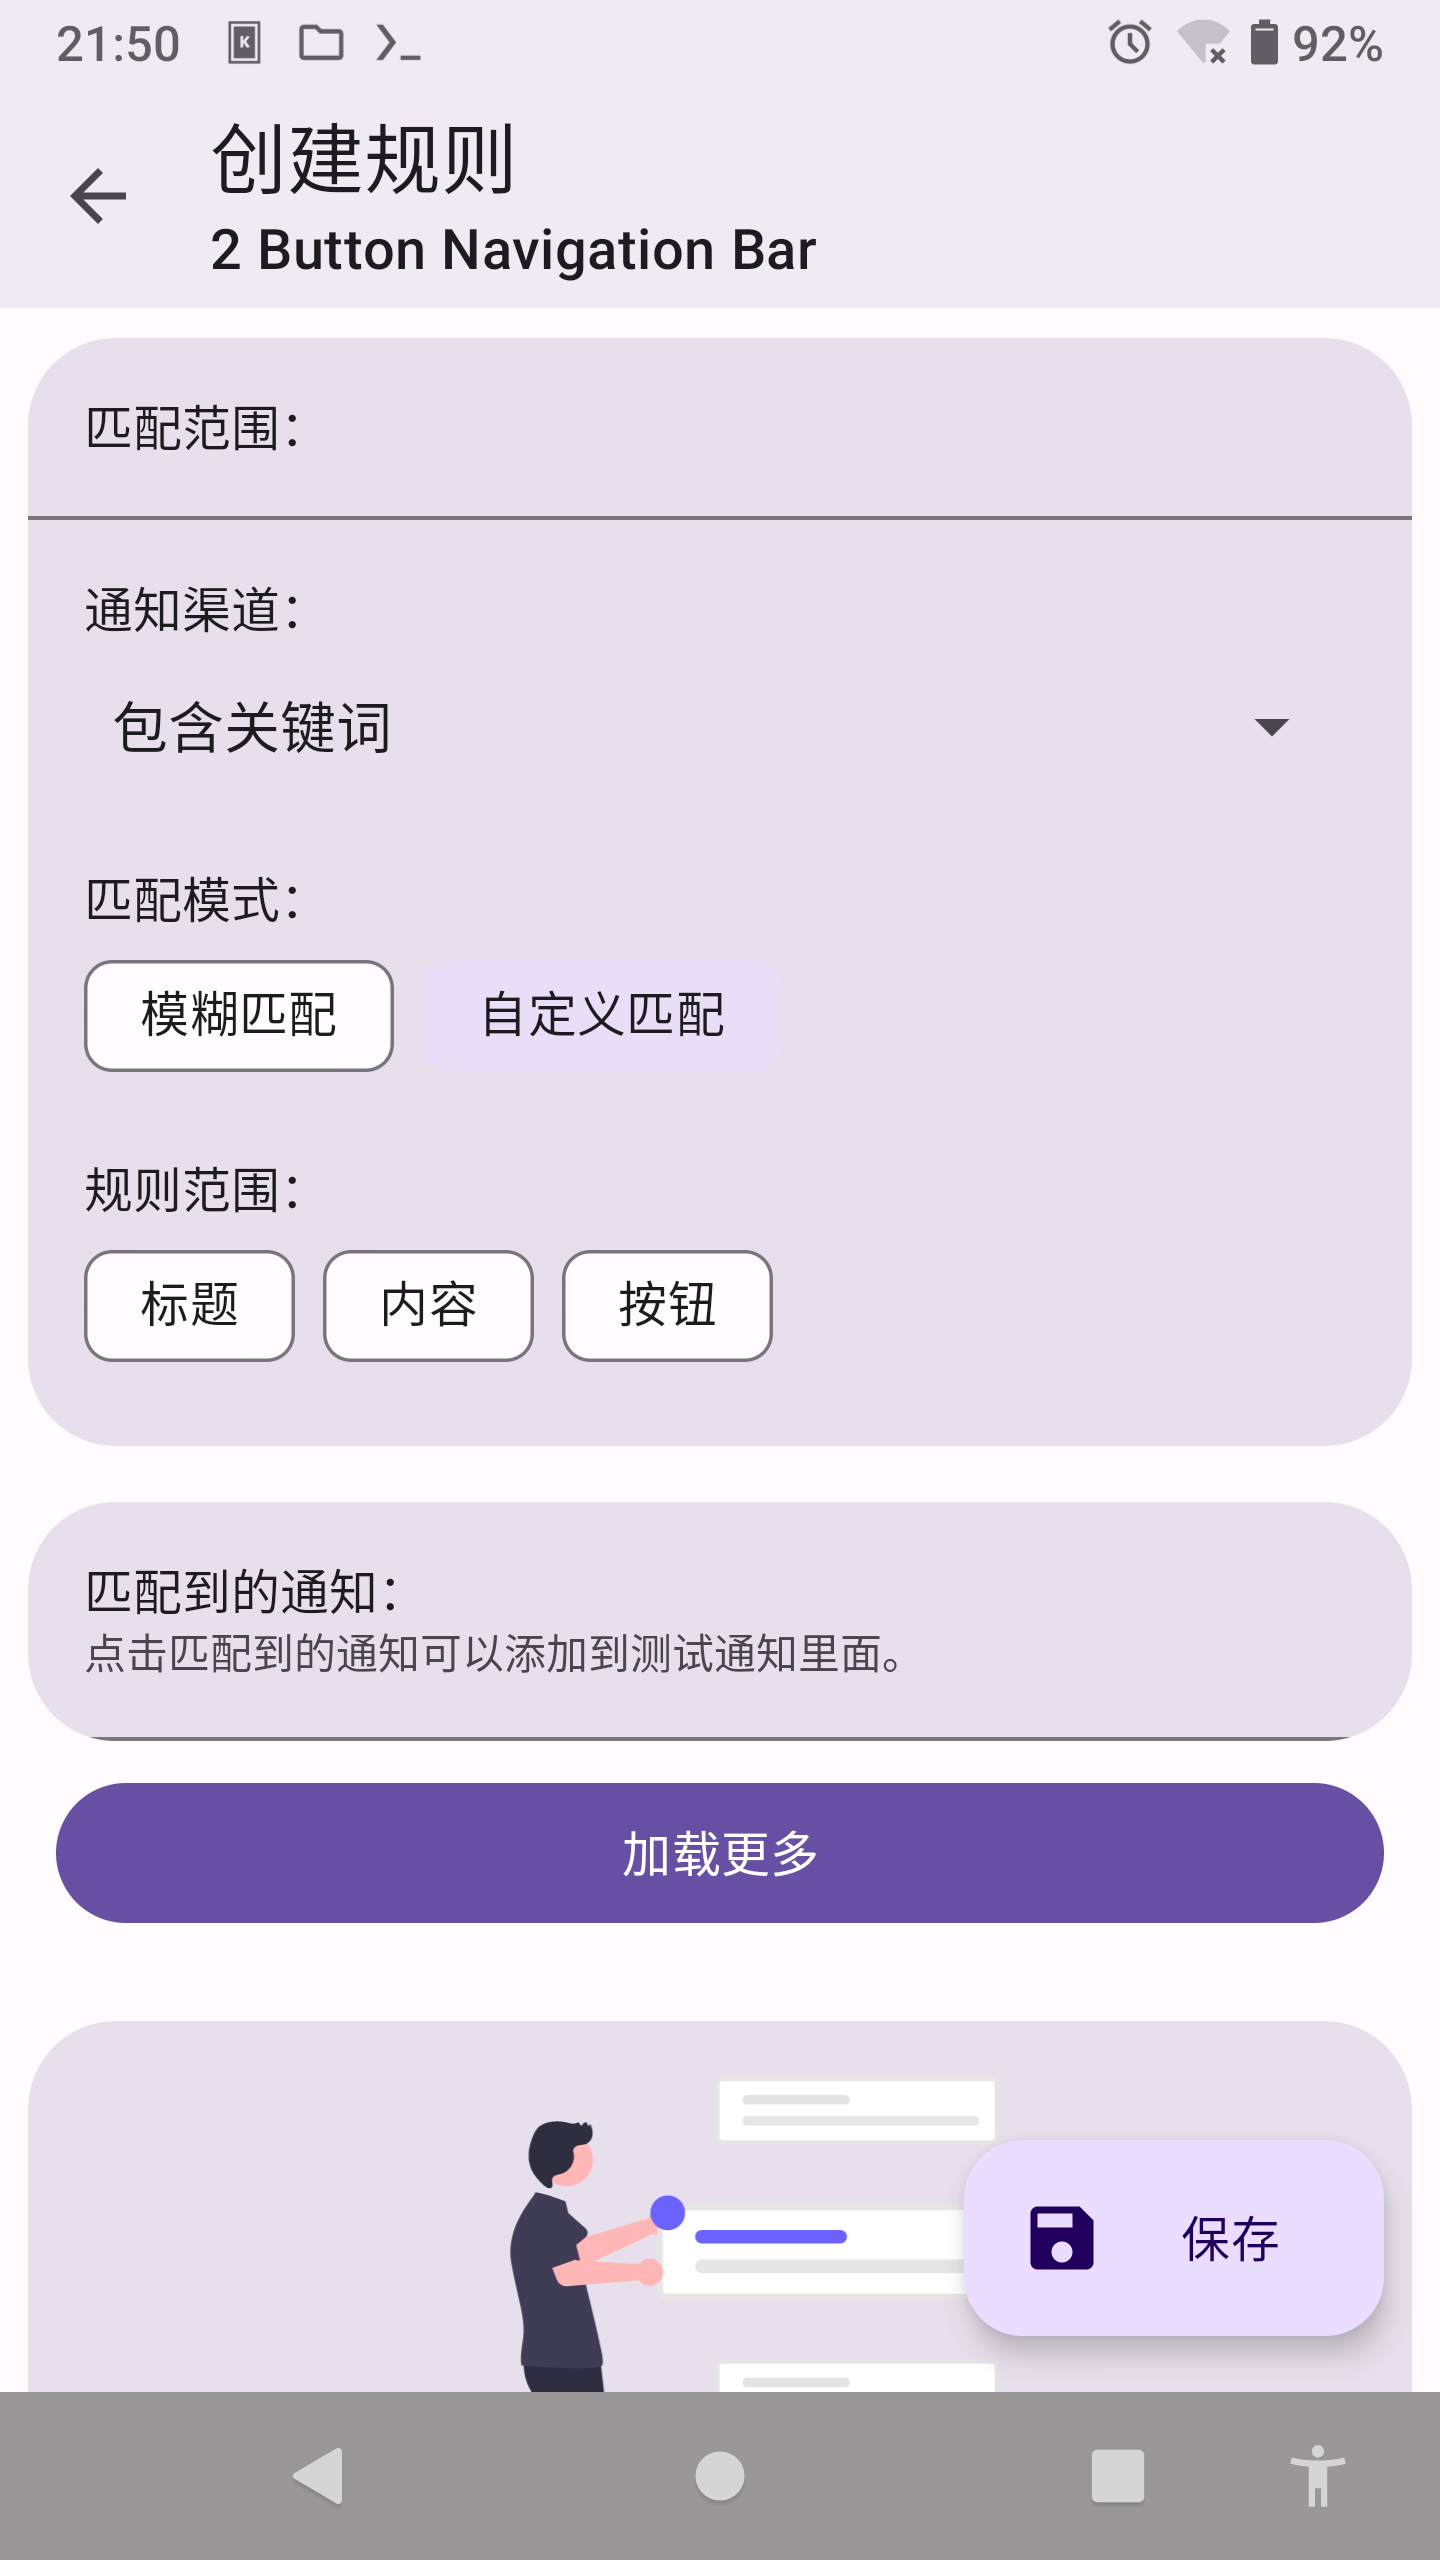 21:50
92%
创建规则
2 Button Navigation Bar
匹配范围：
通知渠道：
包含关键词
匹配模式：
模糊匹配 自定义匹配
规则范围：
标题 内容 按钮
匹配到的通知：
点击匹配到的通知可以添加到测试通知里面。
加载更多
保存